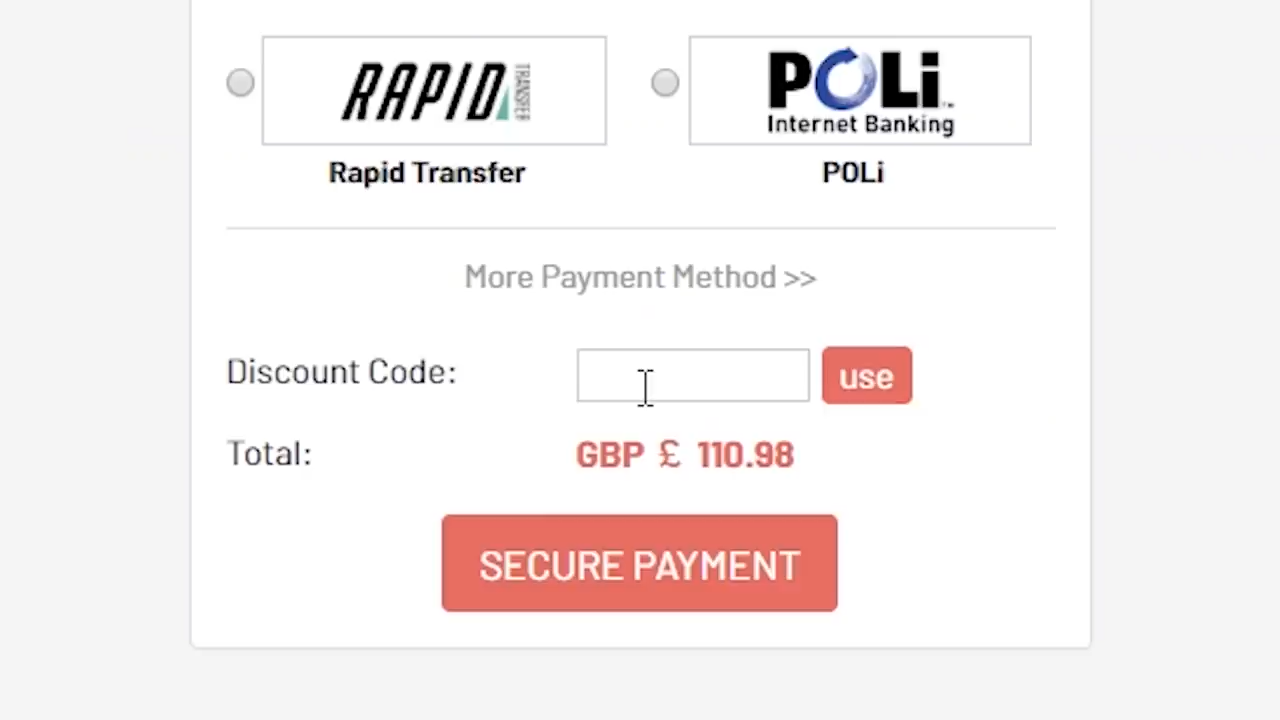 RAPID TRANSFER
POLi™
Internet Banking
Rapid Transfer
POLi
More Payment Method >>
Discount Code:
use
Total:
GBP £ 110.98
SECURE PAYMENT